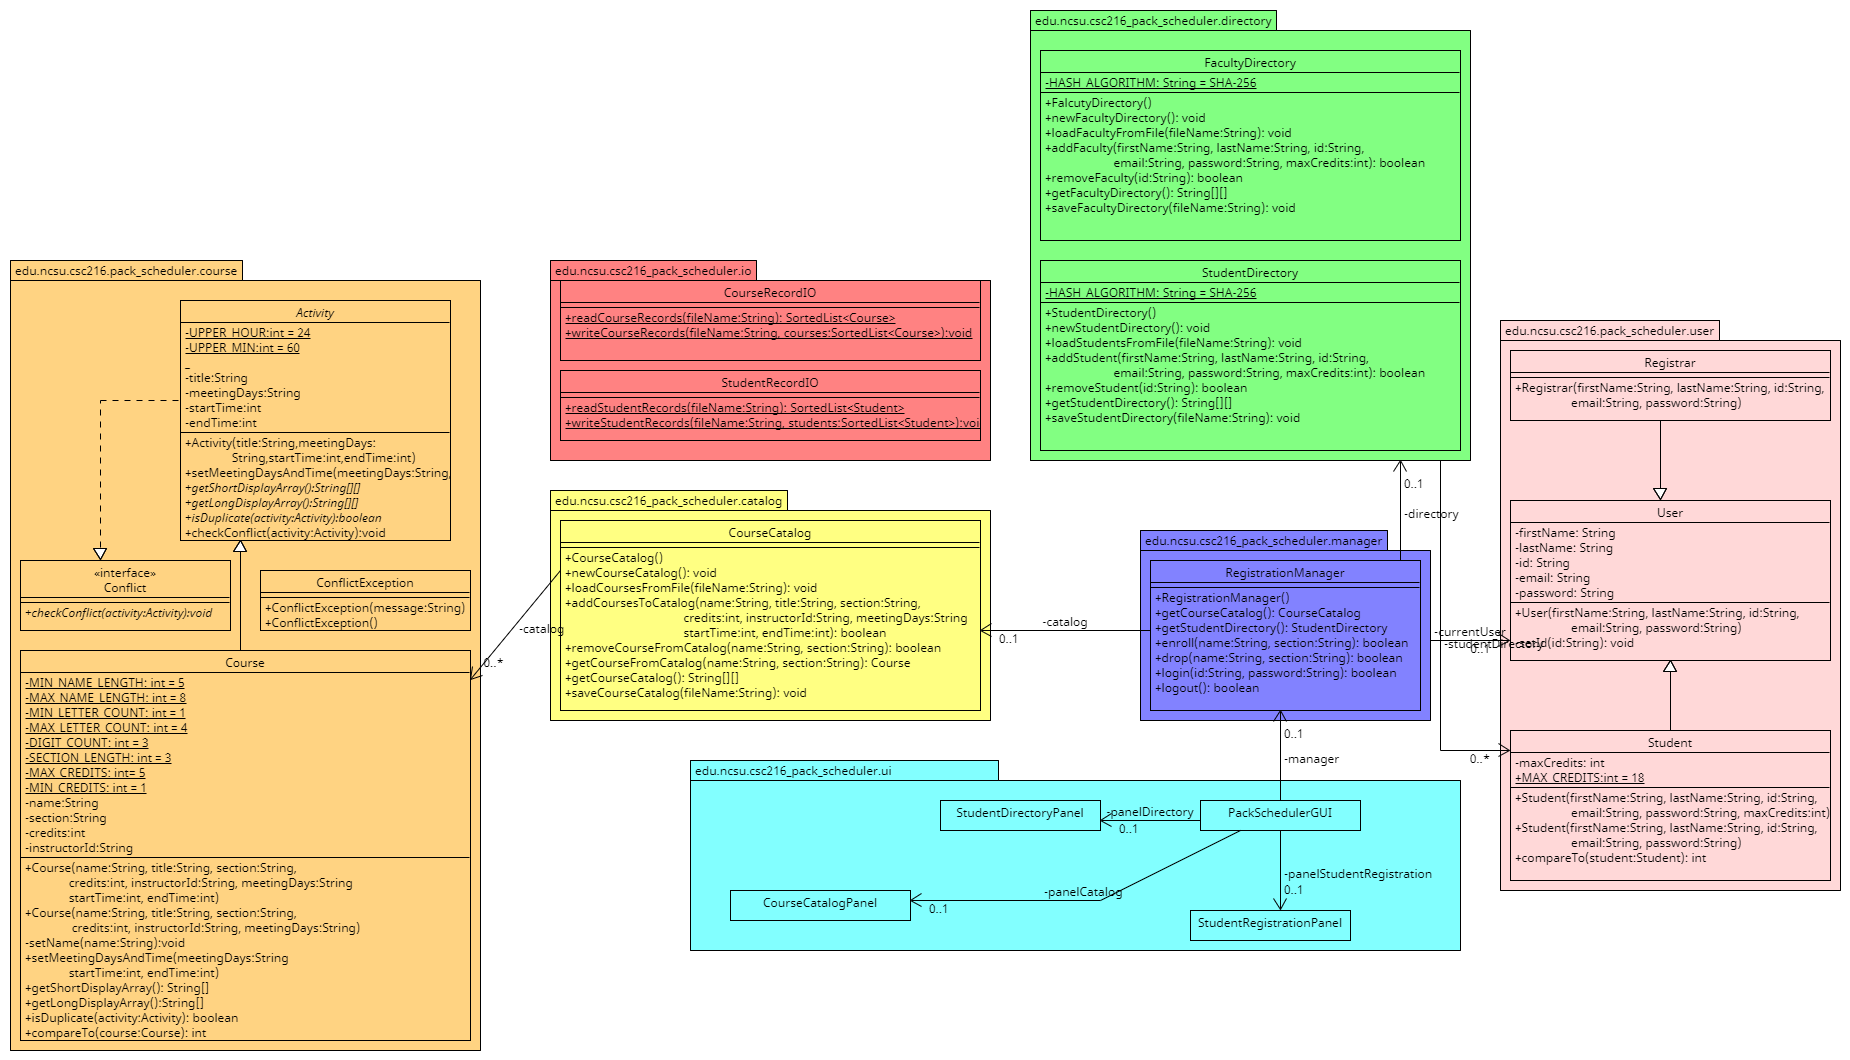 edu.ncsu.csc216_pack_scheduler.directory
FacultyDirectory
-HASH_ALGORITHM: String = SHA-256
+FalcutyDirectory()
+newFacultyDirectory(): void
+loadFacultyFromFile(fileName:String): void
+addFaculty(firstName:String, lastName:String, id:String,
email:String, password:String, maxCredits:int): boolean
+removeFaculty(id:String): boolean
+getFacultyDirectory(): String[][]
+saveFacultyDirectory(fileName:String): void
StudentDirectory
-HASH_ALGORITHM: String = SHA-256
+StudentDirectory()
+newStudentDirectory(): void
+loadStudentsFromFile(fileName:String): void
+addStudent(firstName:String, lastName:String, id:String,
email:String, password:String, maxCredits:int): boolean
+removeStudent(id:String): boolean
+getStudentDirectory(): String[][]
+saveStudentDirectory(fileName:String): void
edu.ncsu.csc216.pack_scheduler.course
Activity
-UPPER_HOUR:int = 24
-UPPER_MIN:int = 60
_
-title:String
-meetingDays:String
-startTime:int
-endTime:int
+Activity(title:String,meetingDays:
String,startTime:int,endTime:int)
+setMeetingDaysAndTime(meetingDays:String,
+getShortDisplayArray():String[][]
+getLongDisplayArray():String[][]
+isDuplicate(activity:Activity):boolean
+checkConflict(activity:Activity):void
«interface»
Conflict
+checkConflict(activity:Activity):void
ConflictException
+ConflictException(message:String)
+ConflictException()
Course
-MIN_NAME_LENGTH: int = 5
-MAX_NAME_LENGTH: int = 8
-MIN_LETTER_COUNT: int = 1
-MAX_LETTER_COUNT: int = 4
-DIGIT_COUNT: int = 3
-SECTION_LENGTH: int = 3
-MAX_CREDITS: int= 5
-MIN_CREDITS: int = 1
-name:String
-section:String
-credits:int
-instructorId:String
+Course(name:String, title:String, section:String,
credits:int, instructorId:String, meetingDays:String
startTime:int, endTime:int)
+Course(name:String, title:String, section:String,
credits:int, instructorId:String, meetingDays:String)
-setName(name:String):void
+setMeetingDaysAndTime(meetingDays:String
startTime:int, endTime:int)
+getShortDisplayArray(): String[]
+getLongDisplayArray():String[]
+isDuplicate(activity:Activity): boolean
+compareTo(course:Course): int
edu.ncsu.csc216_pack_scheduler.io
CourseRecordIO
+readCourseRecords(fileName:String): SortedList<Course>
+writeCourseRecords(fileName:String, courses:SortedList<Course>):void
StudentRecordIO
+readStudentRecords(fileName:String): SortedList<Student>
+writeStudentRecords(fileName:String, students:SortedList<Student>):voi
edu.ncsu.csc216_pack_scheduler.catalog
CourseCatalog
+CourseCatalog()
+newCourseCatalog(): void
+loadCoursesFromFile(fileName:String): void
+addCoursesToCatalog(name:String, title:String, section:String,
credits:int, instructorId:String, meetingDays:String
startTime:int, endTime:int): boolean
+removeCourseFromCatalog(name:String, section:String): boolean
+getCourseFromCatalog(name:String, section:String): Course
+getCourseCatalog(): String[][]
+saveCourseCatalog(fileName:String): void
-catalog
0..*
-catalog
0..1
0..1
-directory
edu.ncsu.csc216_pack_scheduler.manager
RegistrationManager
+RegistrationManager()
+getCourseCatalog(): CourseCatalog
+getStudentDirectory(): StudentDirectory
+enroll(name:String, section:String): boolean
+drop(name:String, section:String): boolean
+login(id:String, password:String): boolean
+logout(): boolean
-currentUser
0..1
-studentDirectory
0..*
0..1
-manager
edu.ncsu.csc216_pack_scheduler.ui
StudentDirectoryPanel
-panelDirectory
0..1
PackSchedulerGUI
-panelCatalog
0..1
CourseCatalogPanel
-panelStudentRegistration
0..1
StudentRegistrationPanel
edu.ncsu.csc216.pack_scheduler.user
Registrar
+Registrar(firstName:String, lastName:String, id:String,
email:String, password:String)
User
-firstName: String
-lastName: String
-id: String
-email: String
-password: String
+User(firstName:String, lastName:String, id:String,
email:String, password:String)
+setId(id:String): void
Student
-maxCredits: int
+MAX_CREDITS:int = 18
+Student(firstName:String, lastName:String, id:String,
email:String, password:String, maxCredits:int)
+Student(firstName:String, lastName:String, id:String,
email:String, password:String)
+compareTo(student:Student): int